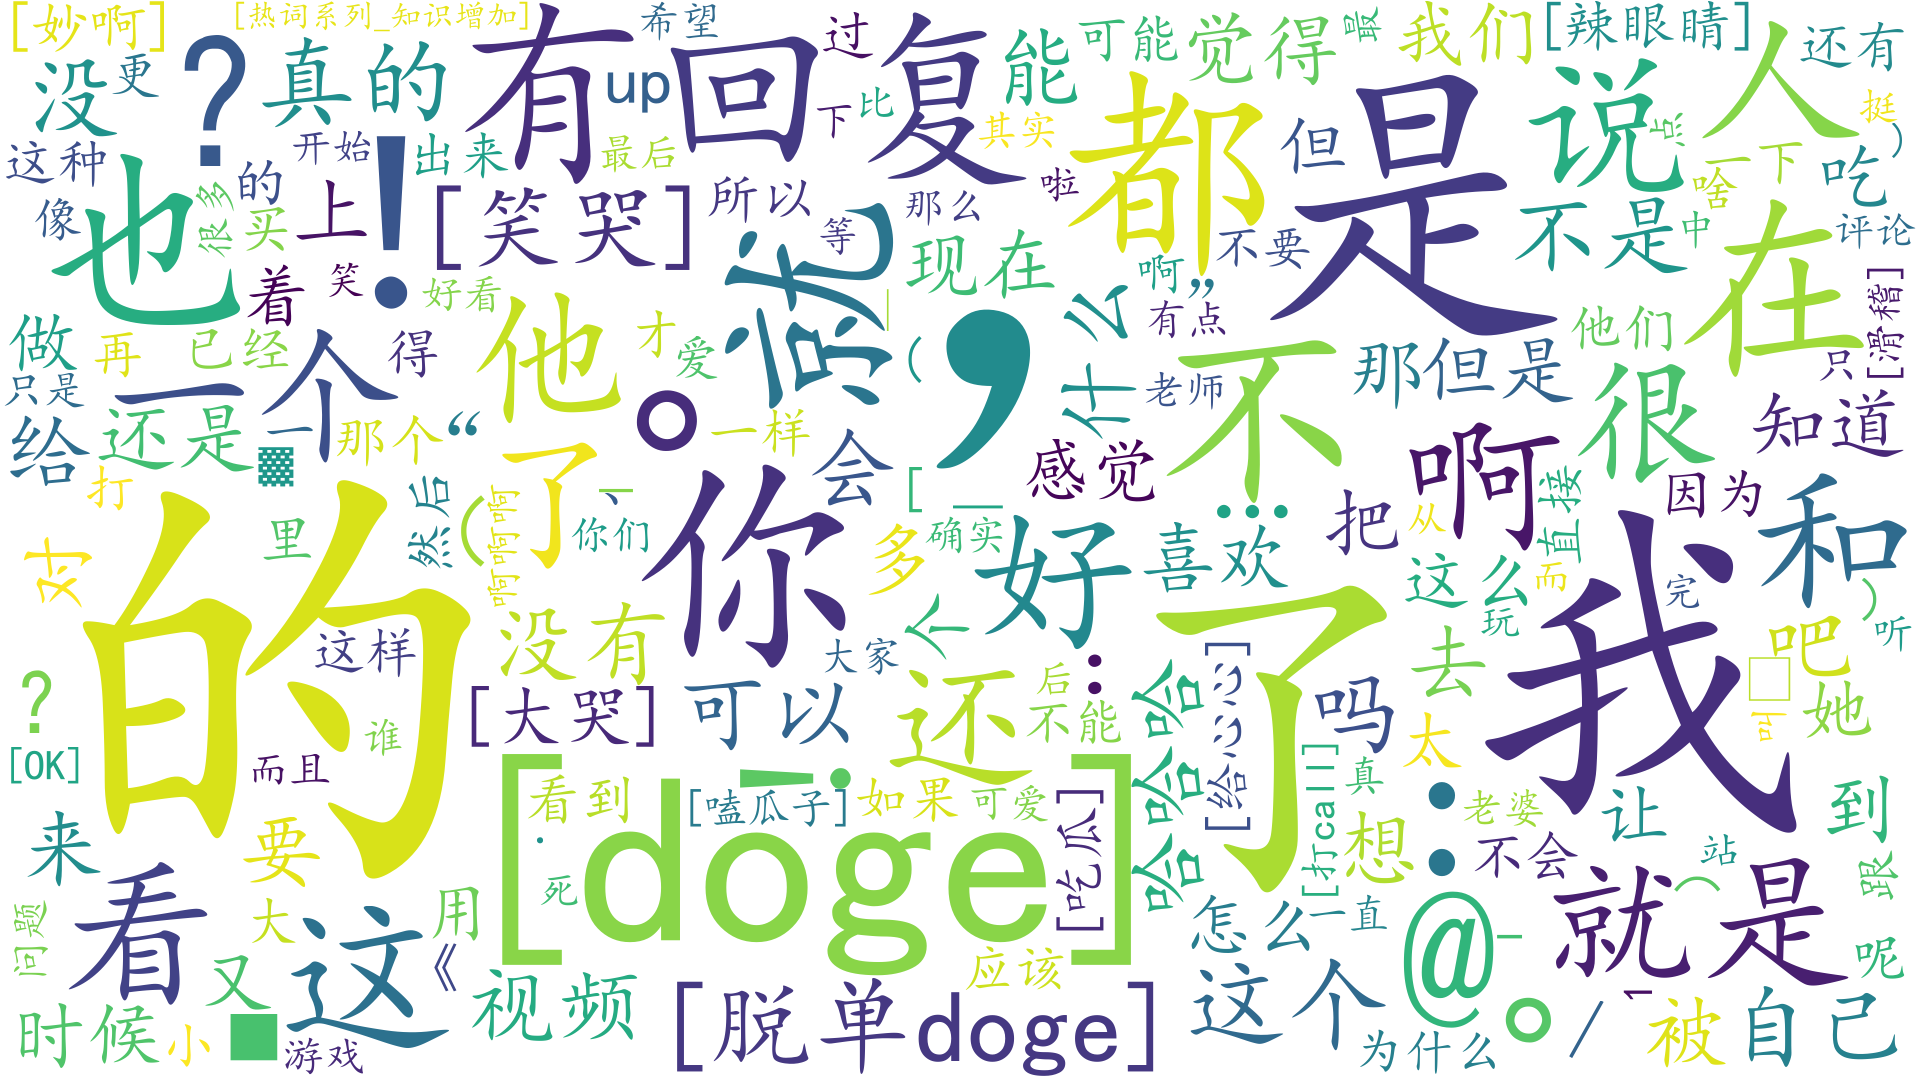 [妙啊]
[热词系列_知识增加]
有
回复
希望
过
能
可能
觉得
最
我们
[辣眼睛]
人
还有
没
更
?
真的
up
下
比
其实
都
是
但
说
点
一下
挺
)
这种
也
!
开始
出来
最后
[笑哭]
所以
那么
啦
吃
啥
像
很多
的
买
上
就
等
现在
啊
”
不要
不是
中
在
评论
着
笑
好看
他
才
爱
,
什么
有点
他们
[滑稽]
做
再
已经
一个
得
。
(
不
老师
那
但是
很
只
只是
给
还是
一
那个
“
了
一样
会
感觉
啊
知道
打
然后
(
啊啊啊
、
你们
你
[
多
确实
好
喜欢
…
把
从
直接
因为
和
对
里
的
这样
没有
大家
个
后
不能
:
哈哈哈
[给心心]
了
我
这么
而
玩
完
吧
)
听
?
谁
[大哭]
可以
还
吗
去
太
她
叫
[OK]
而且
[doge]
看到
[嗑瓜子]
如果
可爱
[吃瓜]
[打call]
真
想
:
老婆
让
到
来
要
看
·
死
怎么
一直
不会
站
跟
问题
大
这
用
《
视频
应该
@
就是
呢
时候
又
小
■
游戏
[脱单doge]
这个
为什么
。
/
1
被
自己